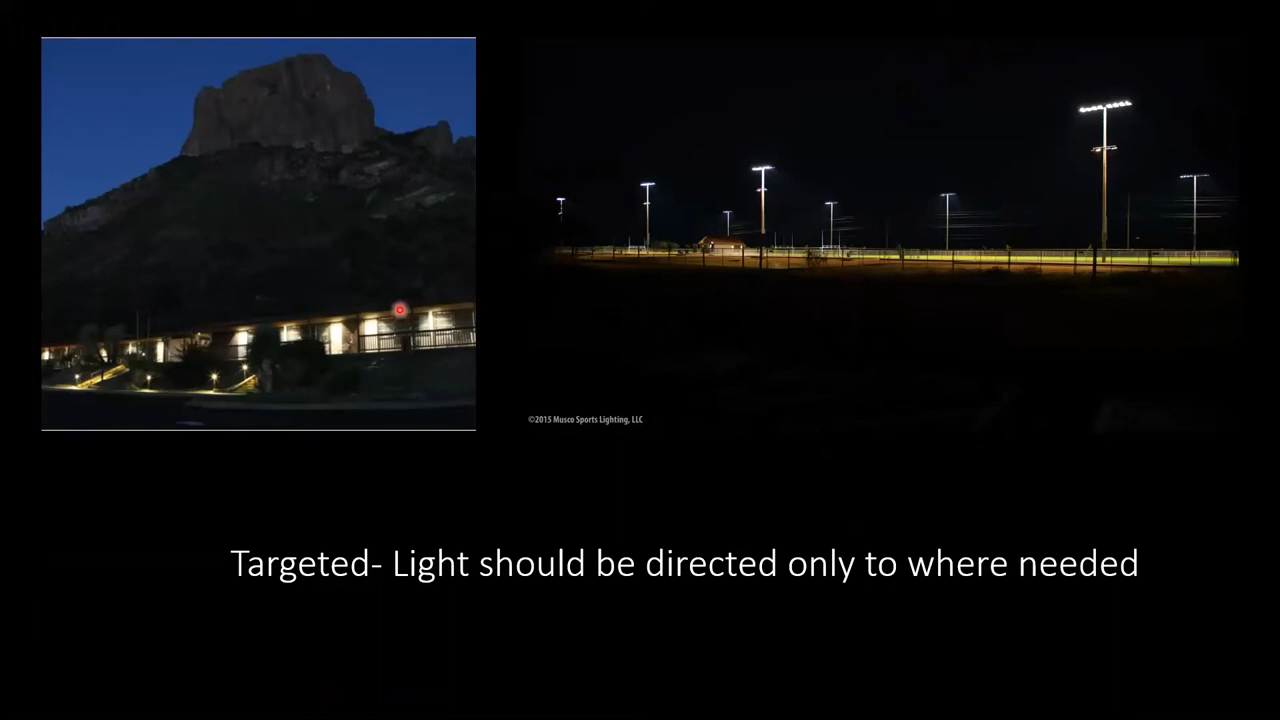 ©2015 Musco Sports Lighting, LLC
Targeted- Light should be directed only to where needed